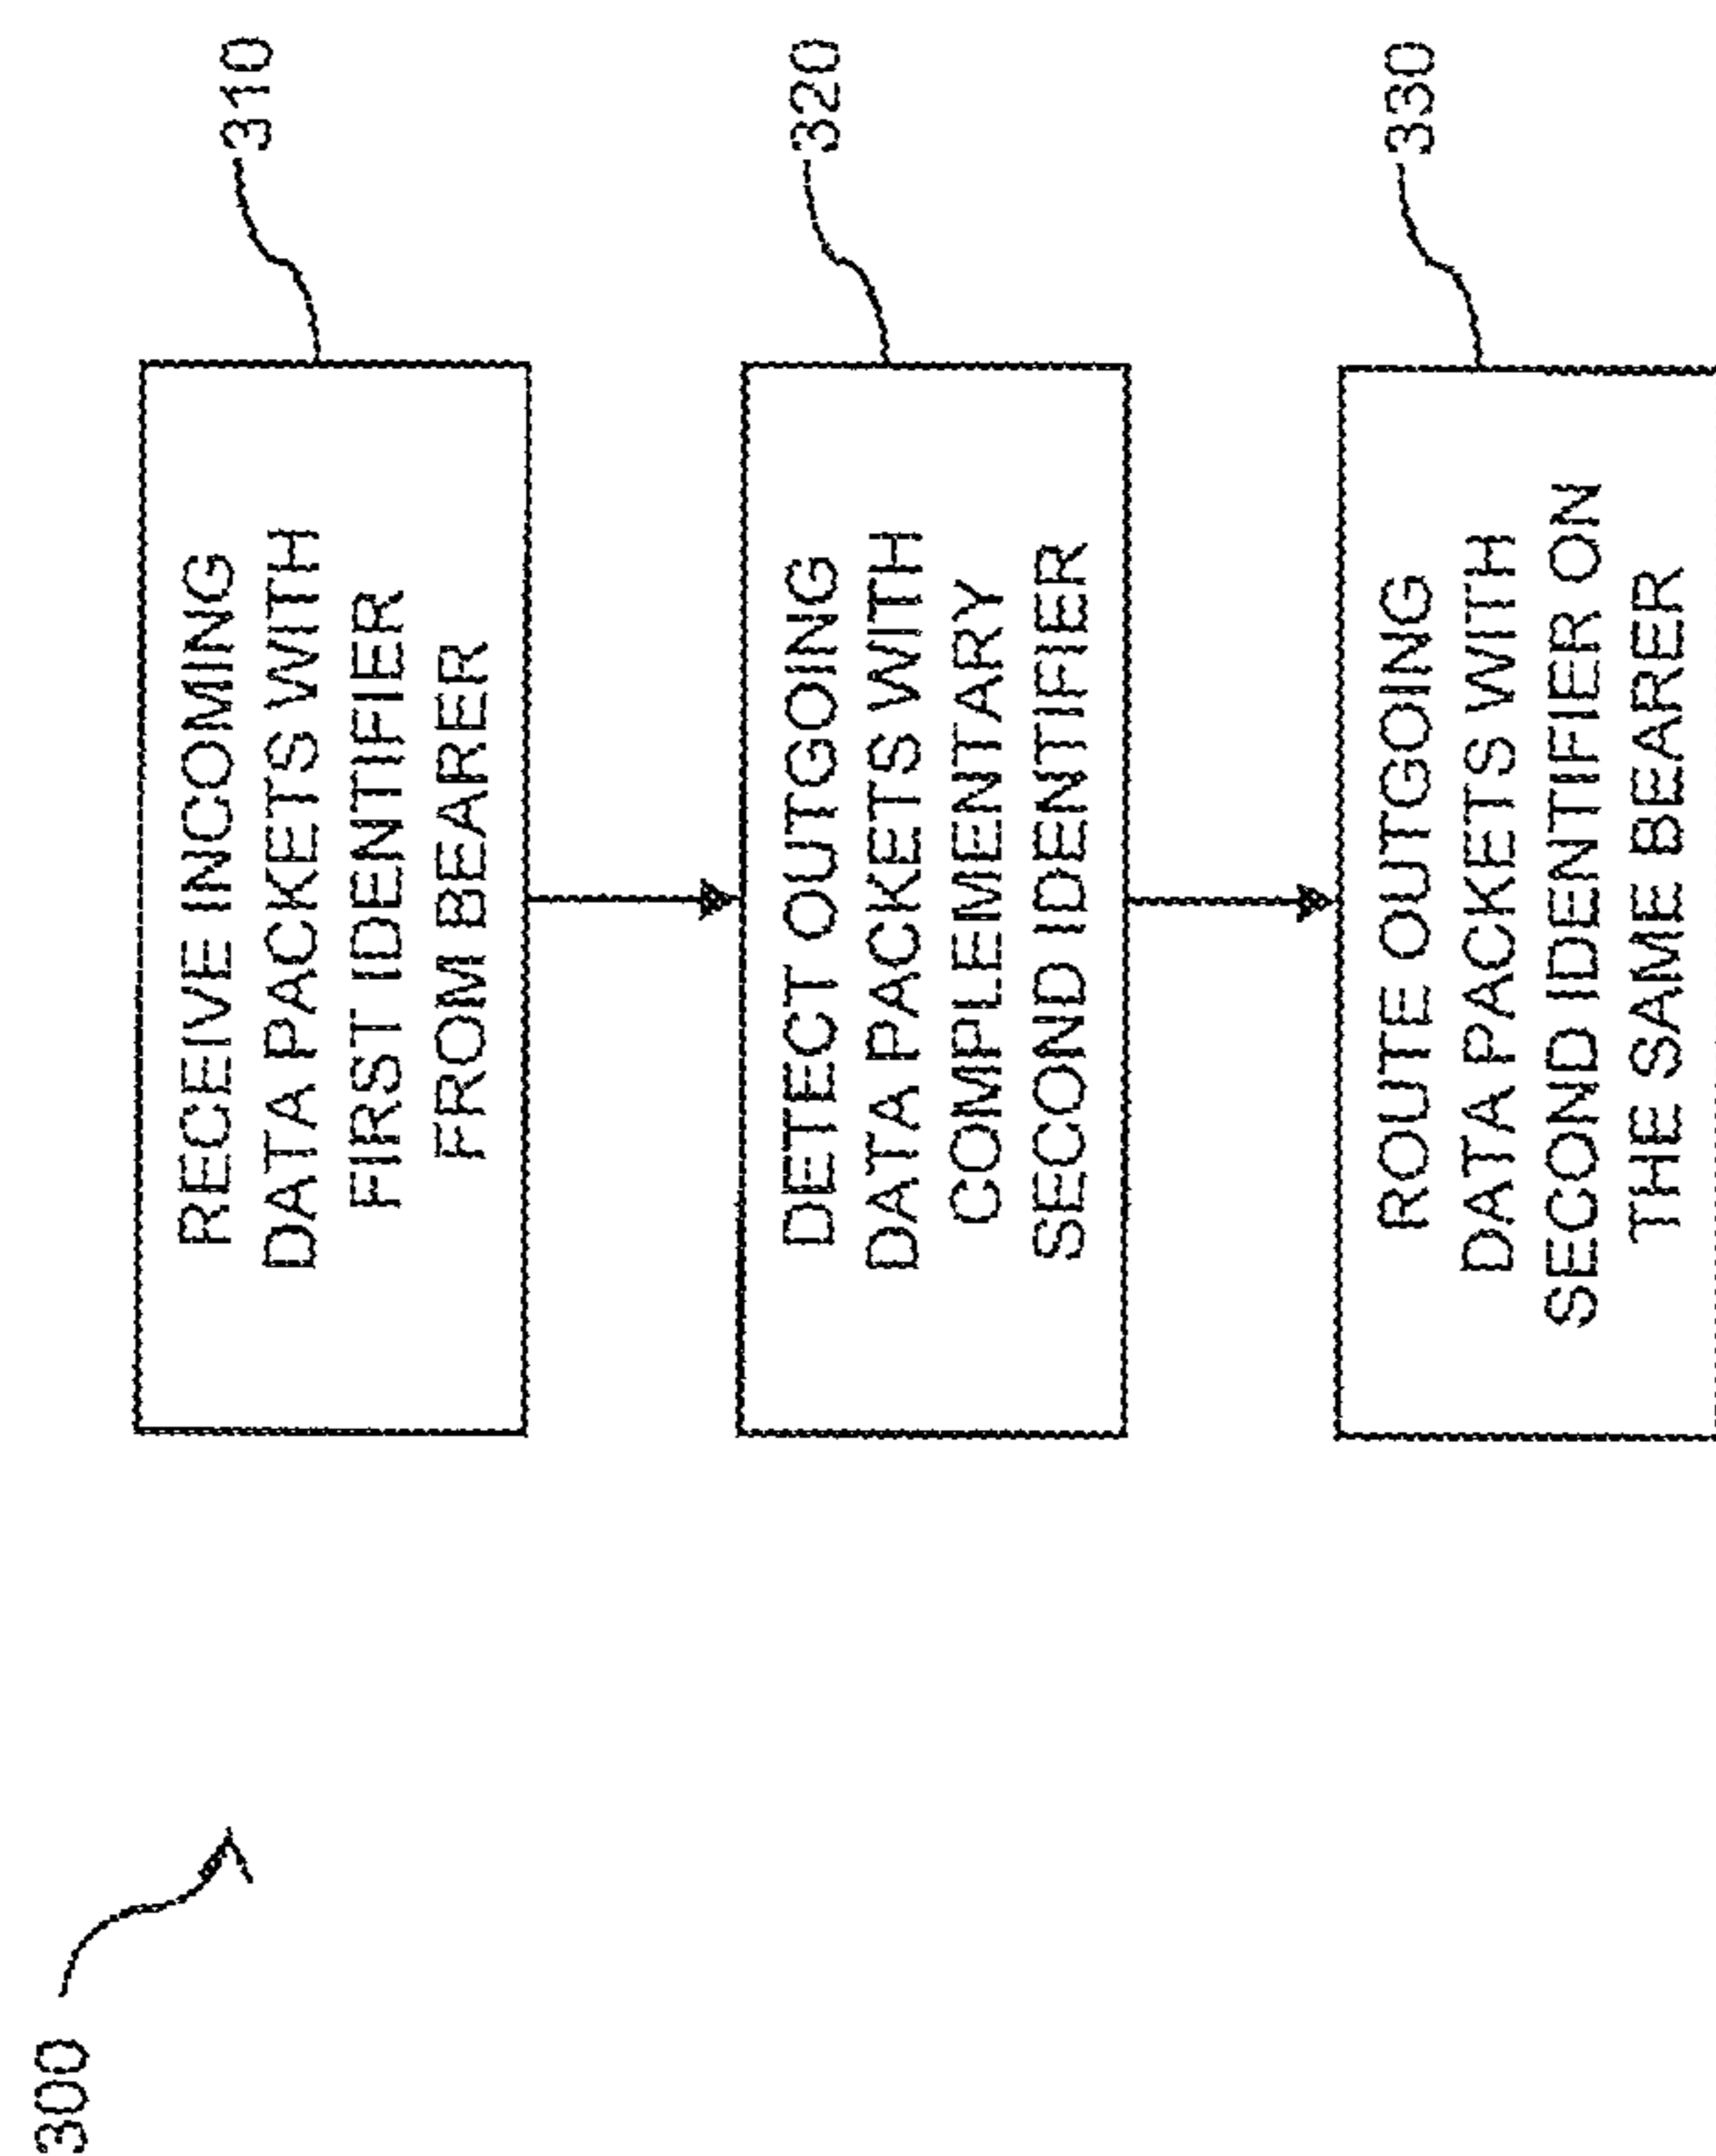 300
RECEIVE INCOMING
DATA PACKETS WITH
FIRST IDENTIFIER
FROM BEARER
310
DETECT OUTGOING
DATA PACKETS WITH
COMPLEMENTARY
SECOND IDENTIFIER
320
ROUTE OUTGOING
DATA PACKETS WITH
SECOND IDENTIFIER ON
THE SAME BEARER
330